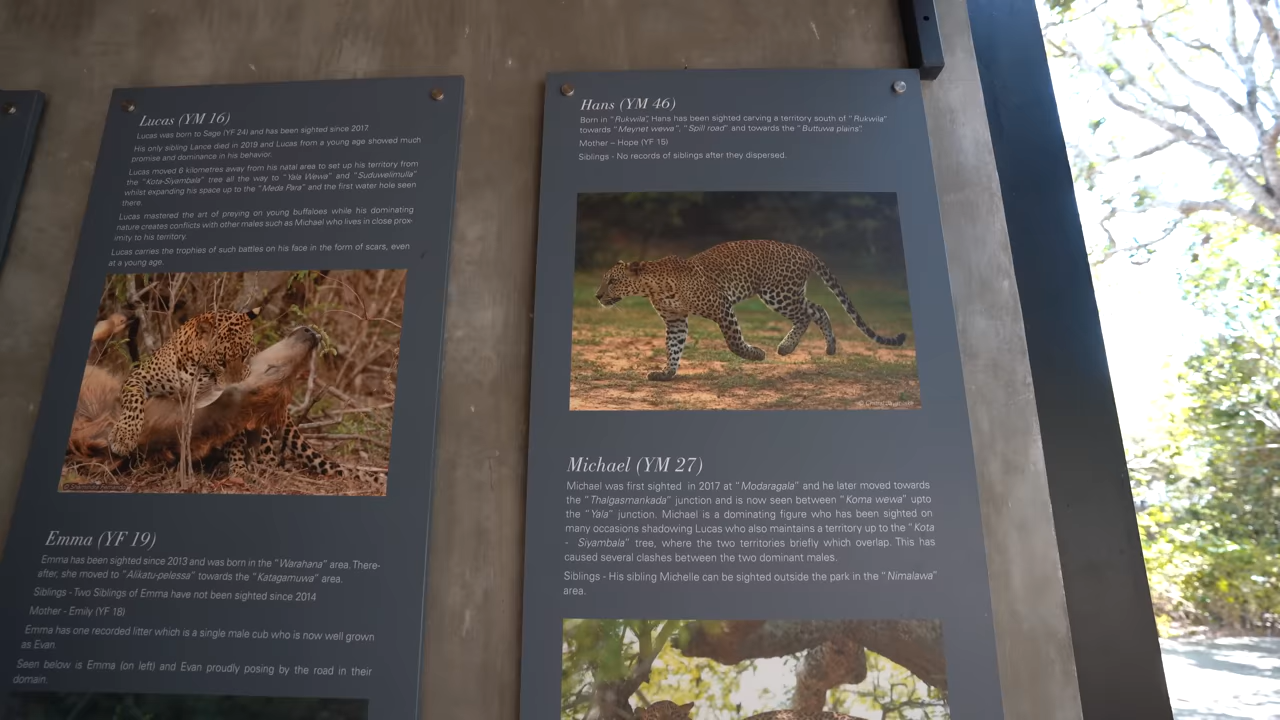 Lucas (YM 16)
Lucas was born to Sage (YF 24) and has been sighted since 2017
His only sibling Lance died in 2019 and Lucas from a young age showed much
promise and dominance in his behavior.
Lucas moved 6 kilometres away from his natal area to set up his territory from
the "Kota-Siyambala" tree all the way to "Yala Wewa" and "Suduwelimulla"
whilst expanding his space up to the "Meda Para" and the first water hole seen
there.
Lucas mastered the art of preying on young buffaloes while his dominating
nature creates conflicts with other males such as Michael who lives in close prox-
imity to his territory.
Lucas carries the trophies of such battles on his face in the form of scars, even
at a young age.
Emma (YF 19)
Emma has been sighted since 2013 and was born in the "Warahana" area. There-
after, she moved to "Alikatu-pelessa" towards the "Katagamuwa" area.
Siblings - Two Siblings of Emma have not been sighted since 2014
Mother - Emily (YF 18)
Emma has one recorded litter which is a single male cub who is now well grown
as Evan.
Seen below is Emma (on left) and Evan proudly posing by the road in their
domain.
Hans (YM 46)
Born in "Rukwila", Hans has been sighted carving a territory south of "Rukwila"
towards "Meynet wewa", "Spill road" and towards the "Buttuwa plains".
Mother – Hope (YF 15)
Siblings - No records of siblings after they dispersed.
Michael (YM 27)
Michael was first sighted in 2017 at "Modaragala" and he later moved towards
the "Thalgasmankada" junction and is now seen between "Koma wewa" upto
the "Yala" junction. Michael is a dominating figure who has been sighted on
many occasions shadowing Lucas who also maintains a territory up to the "Kota
- Siyambala" tree, where the two territories briefly which overlap. This has
caused several clashes between the two dominant males.
Siblings - His sibling Michelle can be sighted outside the park in the "Nimalawa"
area.